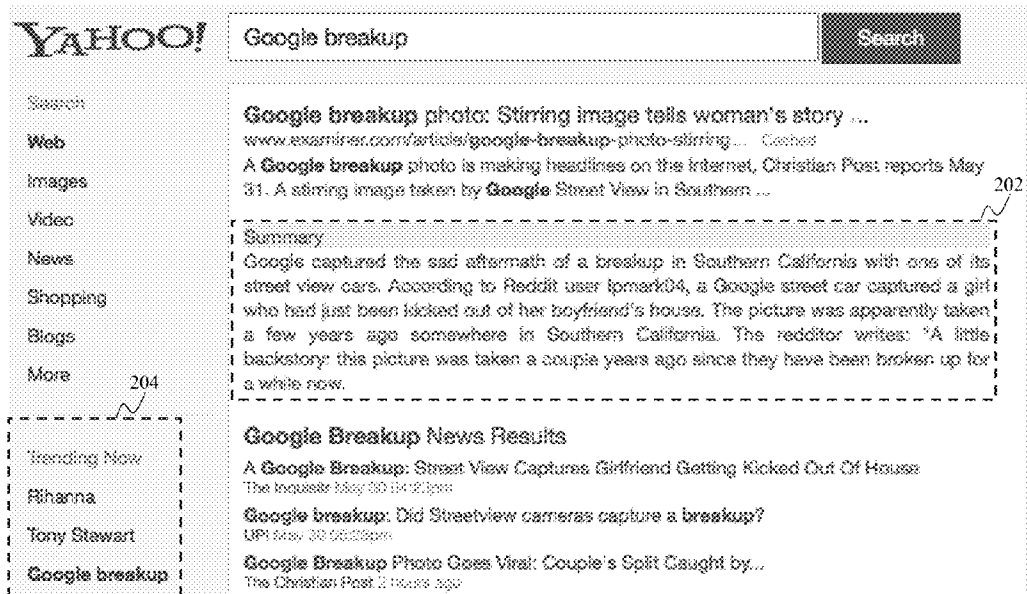 YAHOO!
Google breakup
Search
Search
Web
Images
Video
News
Shopping
Blogs
More
204
Trending Now
Rihanna
Tony Stewart
Google breakup
Google breakup photo: Stirring image tells woman's story ...
www.examiner.com/article/google-breakup-photo-stirring... Cached
A Google breakup photo is making headlines on the internet, Christian Post reports May
31. A stirring image taken by Google Street View in Southern ...
202
Summary
Google captured the sad aftermath of a breakup in Southern California with one of its
street view cars. According to Reddit user lpmark04, a Google street car captured a girl
who had just been kicked out of her boyfriend's house. The picture was apparently taken
a few years ago somewhere in Southern California. The redditor writes: "A little
backstory: this picture was taken a couple years ago since they have been broken up for
a while now.
Google Breakup News Results
A Google Breakup: Street View Captures Girlfriend Getting Kicked Out Of House
The Inquisitr May 30
Google breakup: Did Streetview cameras capture a breakup?
UPI May 30
Google Breakup Photo Goes Viral: Couple's Split Caught by...
The Christian Post 2 hours ago